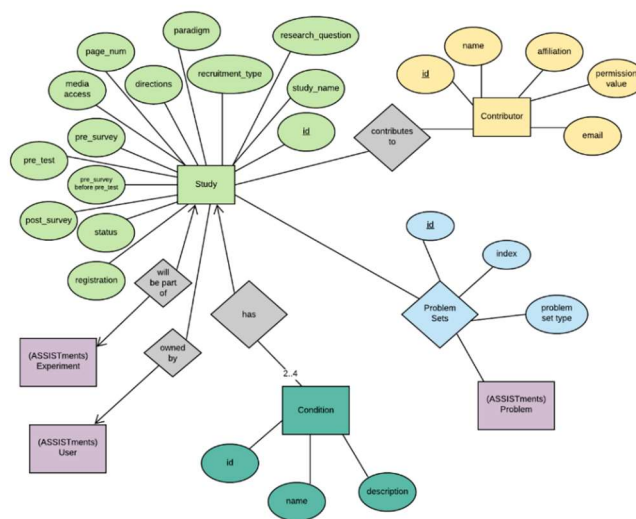 paradigm
research_question
page_num
recruitment_type
media
access
directions
study_name
pre_survey
id
pre_test
pre_survey
before pre_test
Study
post_survey
status
registration
name
affiliation
id
permission
value
Contributor
contributes
to
email
will
be part
of
has
owned
by
id
index
Problem
Sets
problem
set type
(ASSISTments)
Experiment
(ASSISTments)
User
(ASSISTments)
Problem
2..4
Condition
id
name
description